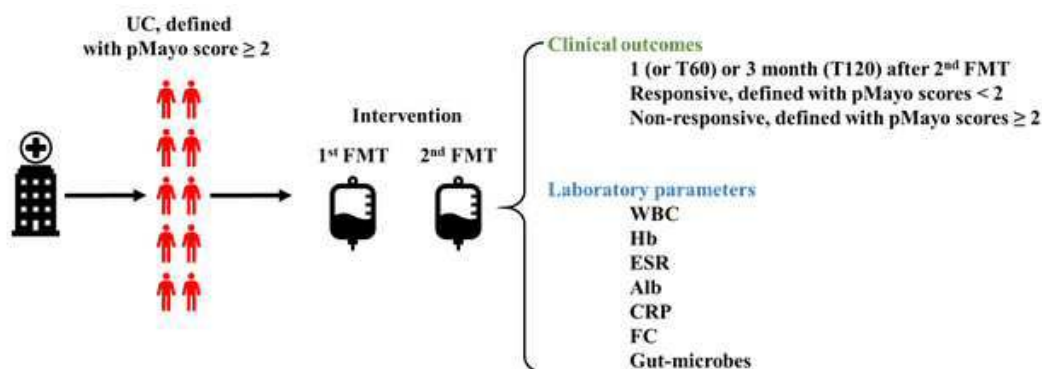 UC, defined
with pMayo score ≥ 2
Intervention
1st FMT
2nd FMT
Clinical outcomes
1 (or T60) or 3 month (T120) after 2nd FMT
Responsive, defined with pMayo scores < 2
Non-responsive, defined with pMayo scores ≥ 2
Laboratory parameters
WBC
Hb
ESR
Alb
CRP
FC
Gut-microbes